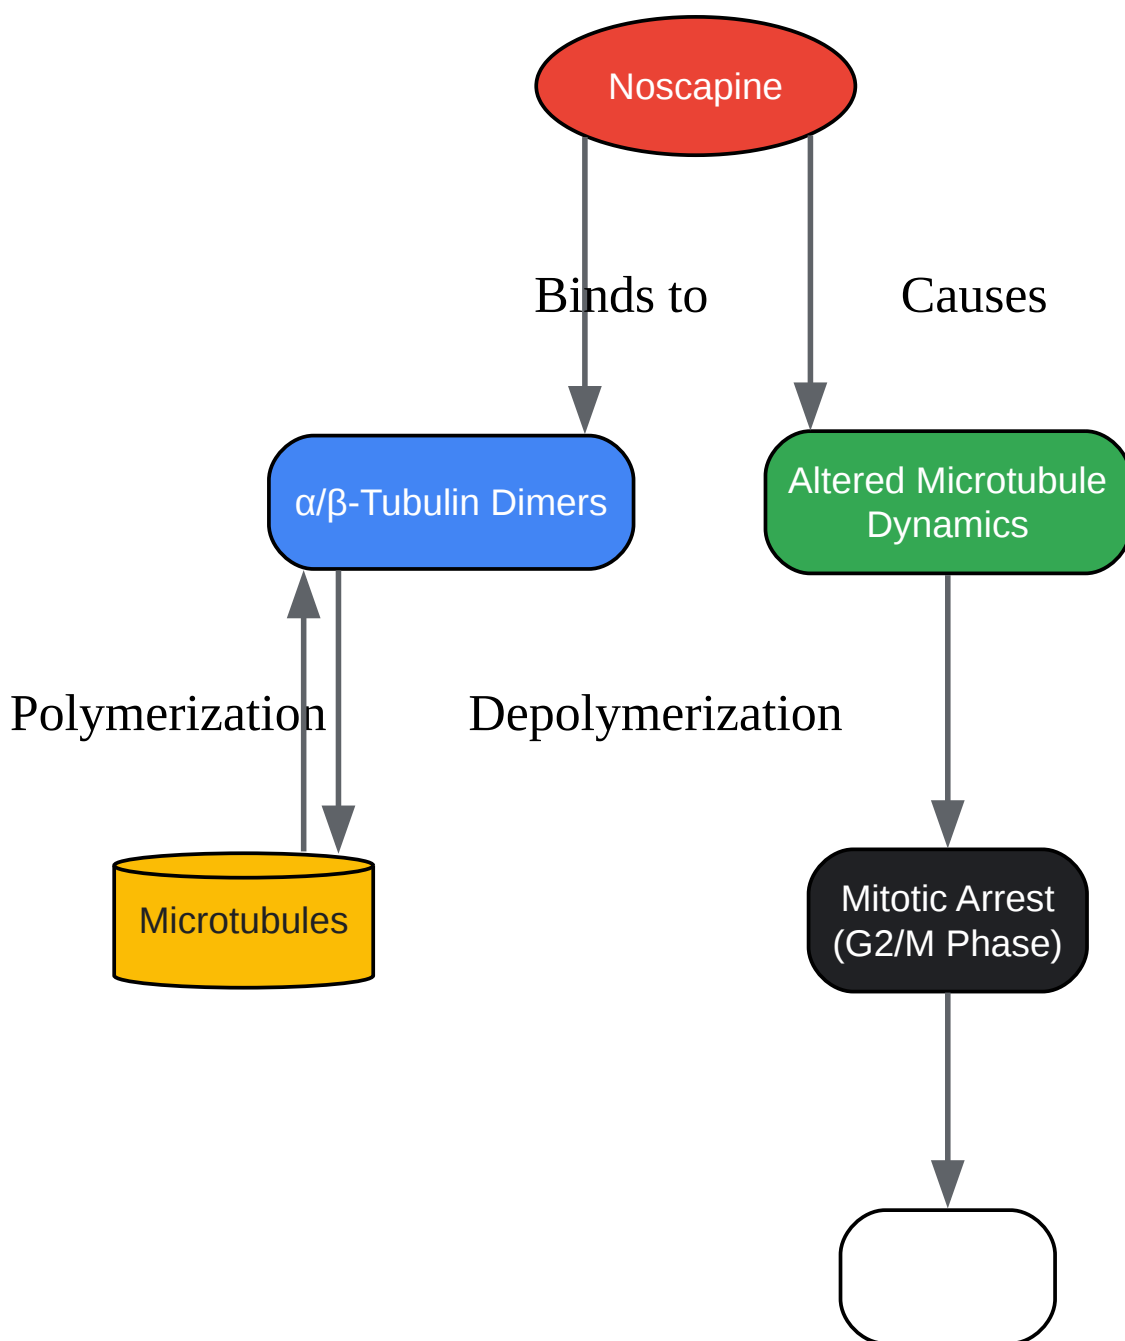 Noscapine
Binds to
Causes
α/β-Tubulin Dimers
Altered Microtubule
Dynamics
Polymerization
Depolymerization
Microtubules
Mitotic Arrest
(G2/M Phase)